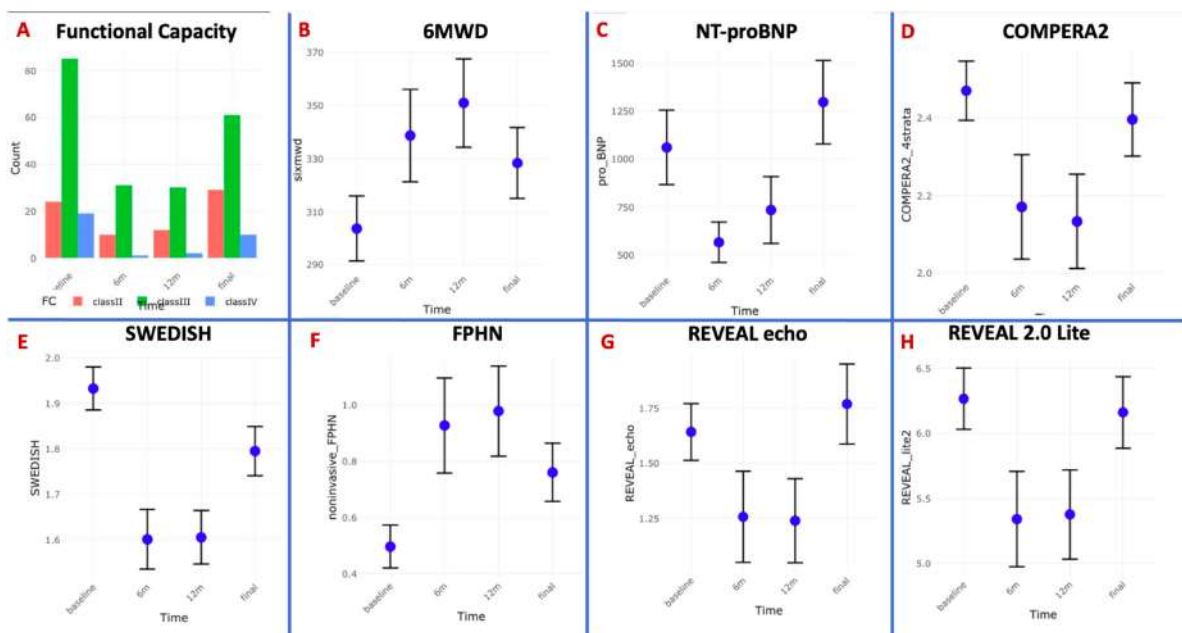 A Functional Capacity
Count
80
60
40
20
0
baseline
6m
12m
final
Time
FC classII classIII classIV
B 6MWD
sixmwd
370
350
330
310
290
baseline
6m
12m
final
Time
C NT-proBNP
pro_BNP
1500
1250
1000
750
500
baseline
6m
12m
final
Time
D COMPERA2
COMPERA2_4strata
2.4
2.2
2.0
baseline
6m
12m
final
E SWEDISH
SWEDISH
2.0
1.9
1.8
1.7
1.6
baseline
6m
12m
final
Time
F FPHN
noninvasive_FPHN
1.0
0.8
0.6
0.4
baseline
6m
12m
final
Time
G REVEAL echo
REVEAL_echo
1.75
1.50
1.25
baseline
6m
12m
final
Time
H REVEAL 2.0 Lite
REVEAL_lite2
6.5
6.0
5.5
5.0
baseline
6m
12m
final
Time